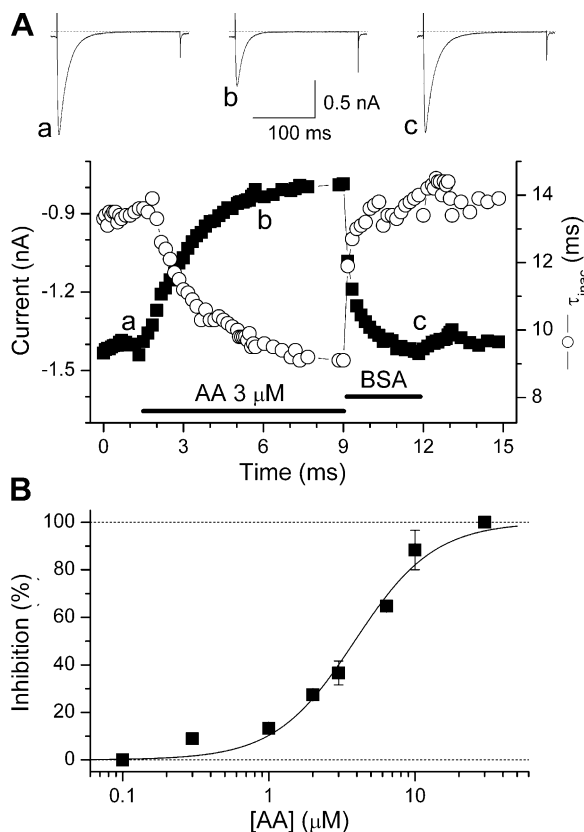 A
a
b
c
0.5 nA
100 ms
Current (nA)
-0.9
-1.2
-1.5
a
b
c
AA 3 μM
BSA
14
12
10
8
τinac (ms)
0
3
6
9
12
15
Time (ms)
B
Inhibition (%)
100
80
60
40
20
0
0.1
1
10
[AA] (μM)